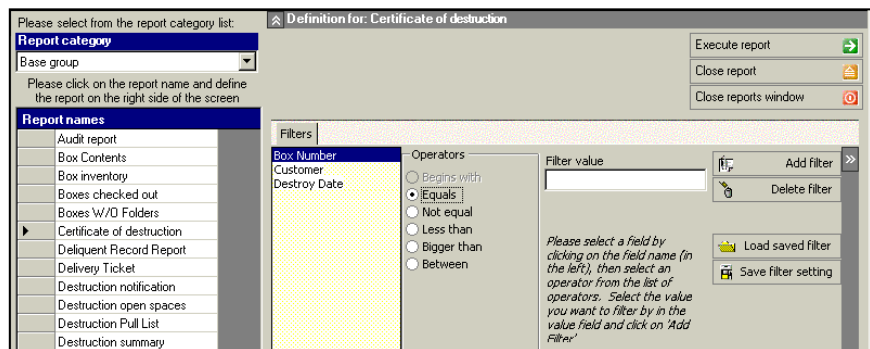 Please select from the report category list:
Report category
Base group
Please click on the report name and define
the report on the right side of the screen
Report names
Audit report
Box Contents
Box inventory
Boxes checked out
Boxes W/O Folders
Certificate of destruction
Deliquent Record Report
Delivery Ticket
Destruction notification
Destruction open spaces
Destruction Pull List
Destruction summary
Definition for: Certificate of destruction
Execute report
Close report
Close reports window
Filters
Box Number
Customer
Destroy Date
Operators
Begins with
Equals
Not equal
Less than
Bigger than
Between
Filter value
Please select a field by
clicking on the field name (in
the left), then select an
operator from the list of
operators. Select the value
you want to filter by in the
value field and click on 'Add
Filter'
Add filter
Delete filter
Load saved filter
Save filter setting